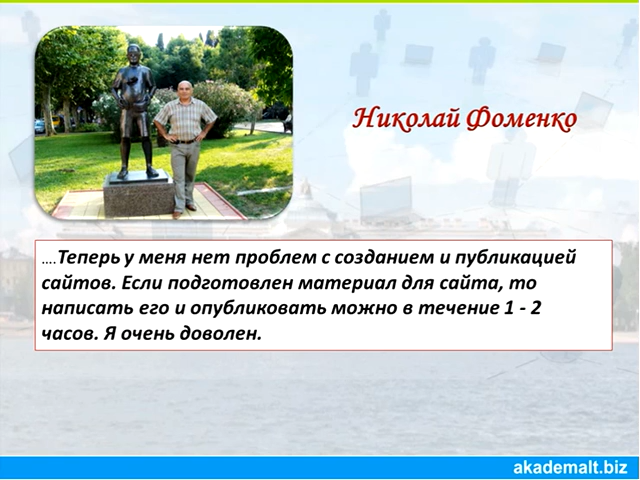 Николай Фоменко
....Теперь у меня нет проблем с созданием и публикацией
сайтов. Если подготовлен материал для сайта, то
написать его и опубликовать можно в течение 1 - 2
часов. Я очень доволен.
akademalt.biz